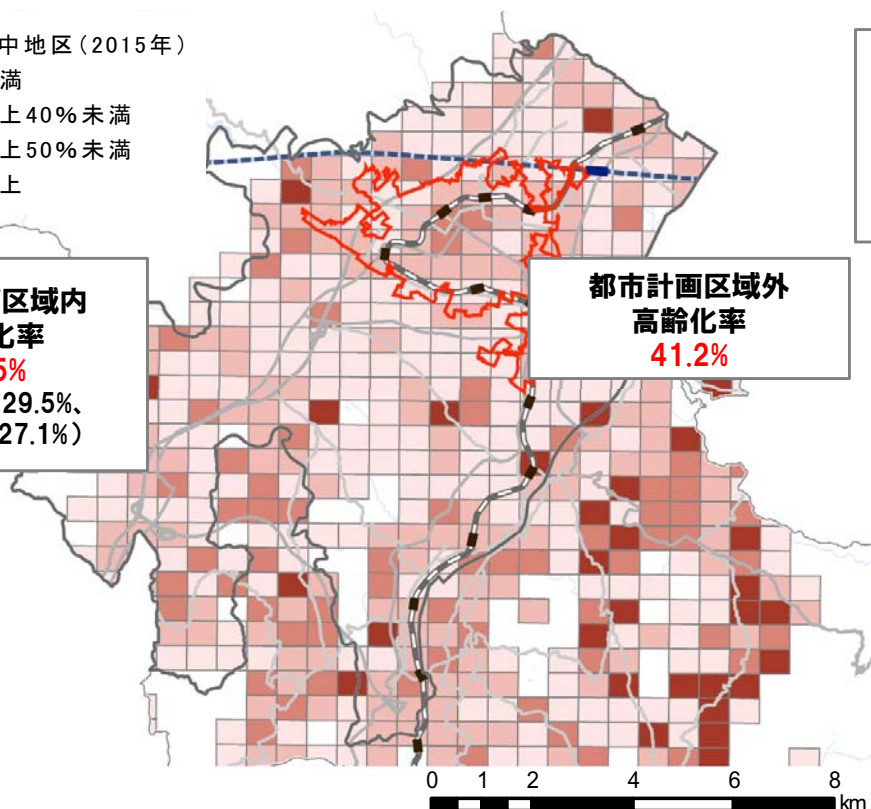 中地区(2015年)
満
上40%未満
上50%未満
上
区域内
化率
5%
29.5%、
27.1%)
都市計画区域外
高齢化率
41.2%
0 1 2 4 6 8
km